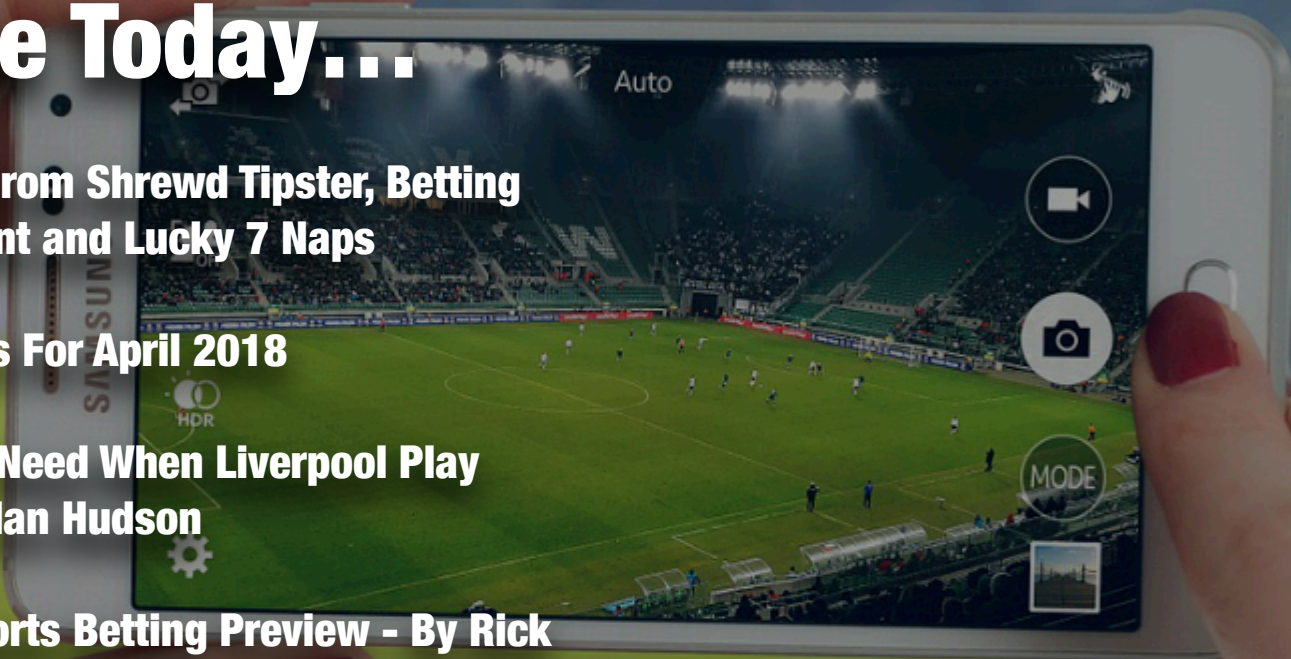 e Today...
Auto
rom Shrewd Tipster, Betting
nt and Lucky 7 Naps
SAMSUNG
s For April 2018
HDR
Need When Liverpool Play
lan Hudson
MODE
orts Betting Preview - By Rick